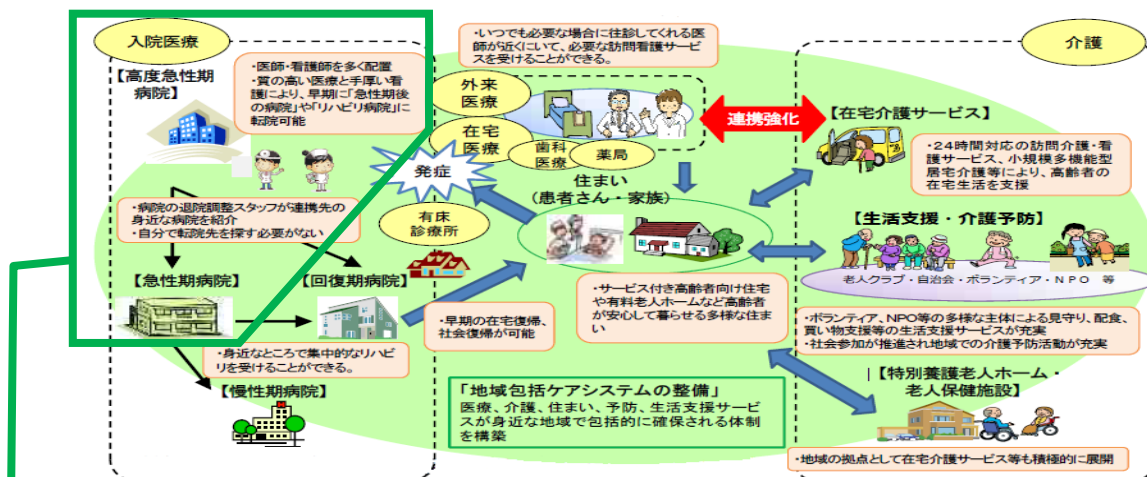 入院医療
【高度急性期
病院】
・医師・看護師を多く配置
・質の高い医療と手厚い看
護により、早期に「急性期後
の病院」や「リハビリ病院」に
転院可能
・病院の退院調整スタッフが連携先の
身近な病院を紹介
・自分で転院先を探す必要がない
【急性期病院】
【回復期病院】
・身近なところで集中的なリハビ
リを受けることができる。
【慢性期病院】
・いつでも必要な場合に往診してくれる医
師が近くにいて、必要な訪問看護サービ
スを受けることができる。
外来
医療
在宅
医療
歯科
医療
薬局
発症
有床
診療所
住まい
(患者さん・家族)
連携強化
・早期の在宅復帰、
社会復帰が可能
・サービス付き高齢者向け住宅
や有料老人ホームなど高齢者
が安心して暮らせる多様な住ま
い
「地域包括ケアシステムの整備」
医療、介護、住まい、予防、生活支援サービ
スが身近な地域で包括的に確保される体制
を構築
介護
【在宅介護サービス】
・24時間対応の訪問介護・看
護サービス、小規模多機能型
居宅介護等により、高齢者の
在宅生活を支援
【生活支援・介護予防】
老人クラブ・自治会・ボランティア・NPO 等
・ボランティア、NPO等の多様な主体による見守り、配食、
買い物支援等の生活支援サービスが充実
・社会参加が推進され地域での介護予防活動が充実
【特別養護老人ホーム・
老人保健施設】
・地域の拠点として在宅介護サービス等も積極的に展開